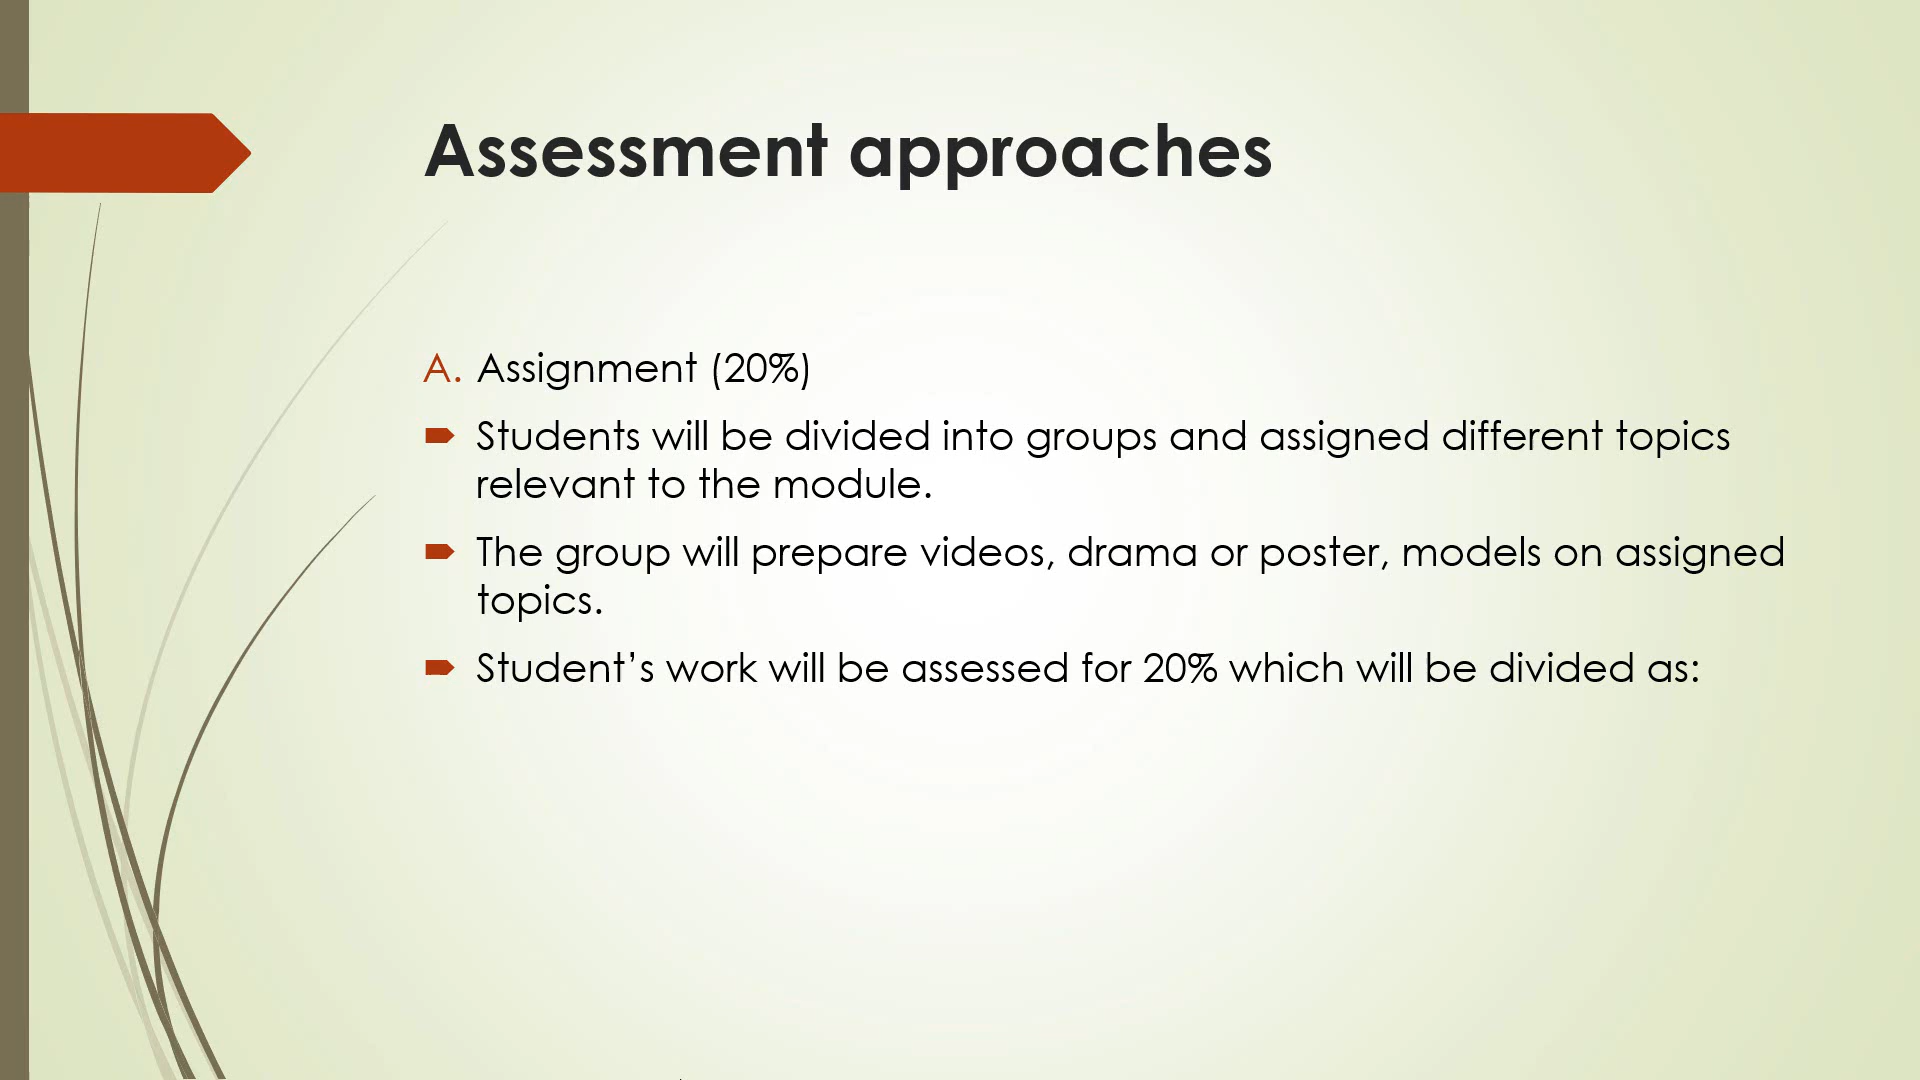 Assessment approaches
A. Assignment (20%)
Students will be divided into groups and assigned different topics
relevant to the module.
The group will prepare videos, drama or poster, models on assigned
topics.
Student’s work will be assessed for 20% which will be divided as: